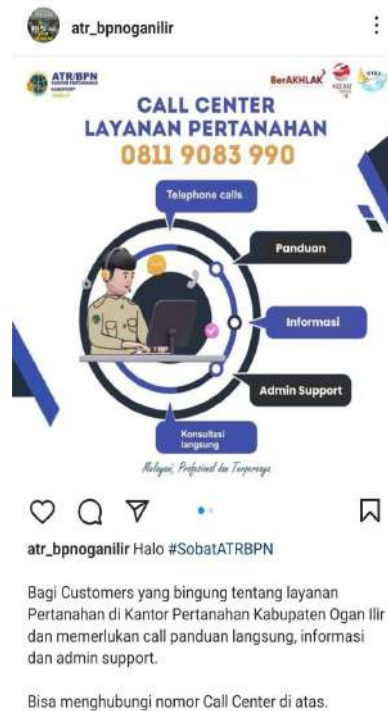 atr_bpnoganilir
ATR/BPN
KANTOR PERTANAHAN
BerAKHLAK
CALL CENTER
LAYANAN PERTANAHAN
0811 9083 990
Telephone calls
Panduan
Informasi
Admin Support
Konsultasi
langsung
Melayani, Profesional dan Terpercaya
atr_bpnoganilir Halo #SobatATRBPN
Bagi Customers yang bingung tentang layanan
Pertanahan di Kantor Pertanahan Kabupaten Ogan Ilir
dan memerlukan call panduan langsung, informasi
dan admin support.
Bisa menghubungi nomor Call Center di atas.